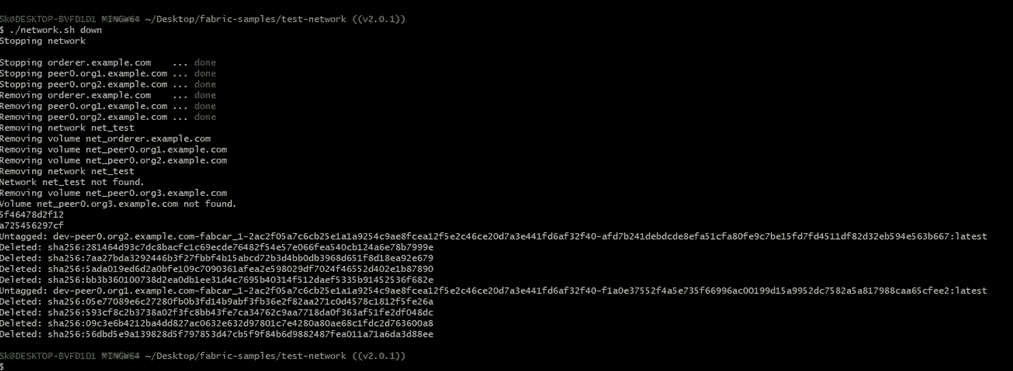 Sk@DESKTOP-BVFD1D1 MINGW64 ~/Desktop/fabric-samples/test-network ((v2.0.1))
$ ./network.sh down
Stopping network
Stopping orderer.example.com    ... done
Stopping peer0.org1.example.com ... done
Stopping peer0.org2.example.com ... done
Removing orderer.example.com    ... done
Removing peer0.org1.example.com ... done
Removing peer0.org2.example.com ... done
Removing network net_test
Removing volume net_orderer.example.com
Removing volume net_peer0.org1.example.com
Removing volume net_peer0.org2.example.com
Removing network net_test
Network net_test not found.
Removing volume net_peer0.org3.example.com
Volume net_peer0.org3.example.com not found.
5f46478d2f12
a725456297cf
Untagged: dev-peer0.org2.example.com-fabcar_1-2ac2f05a7c6cb25e1a1a9254c9ae8fcea12f5e2c46ce20d7a3e441fd6af32f40-afd7b241debdcde8efa51cfa80fe9c7be15fd7fd4511df82d32eb594e563b667:latest
Deleted: sha256:281464d93c7dc8bacfc1c69ecde76482f54e57e066fea540cb124a6e78b7999e
Deleted: sha256:7aa27bda3292446b3f27fbbf4b15abcd72b3d4bb0db3968d651f8d18ea92e679
Deleted: sha256:5ada019ed6d2a0bfe109c7090361afea2e598029df7024f46552d402e1b87890
Deleted: sha256:bb3b360100738d2ea0db1ee31d4c7695b40314f512daef5335b91452536f682e
Untagged: dev-peer0.org1.example.com-fabcar_1-2ac2f05a7c6cb25e1a1a9254c9ae8fcea12f5e2c46ce20d7a3e441fd6af32f40-f1a0e37552f4a5e735f66996ac00199d15a9952dc7582a5a817988caa65cfee2:latest
Deleted: sha256:05e77089e6c27280fb0b3fd14b9abf3fb36e2f82aa271c0d4578c1812f5fe26a
Deleted: sha256:593cf8c2b3738a02f3fc8bb43fe7ca34762c9aa7718da0f363af51fe2df048dc
Deleted: sha256:09c3e6b4212ba4dd827ac0632e632d97801c7e4280a80ae68c1fdc2d763600a8
Deleted: sha256:56dbd5e9a139828d5f797853d47cb5f9f84b6d9882487fea011a71a6da3d88ee
Sk@DESKTOP-BVFD1D1 MINGW64 ~/Desktop/fabric-samples/test-network ((v2.0.1))
$